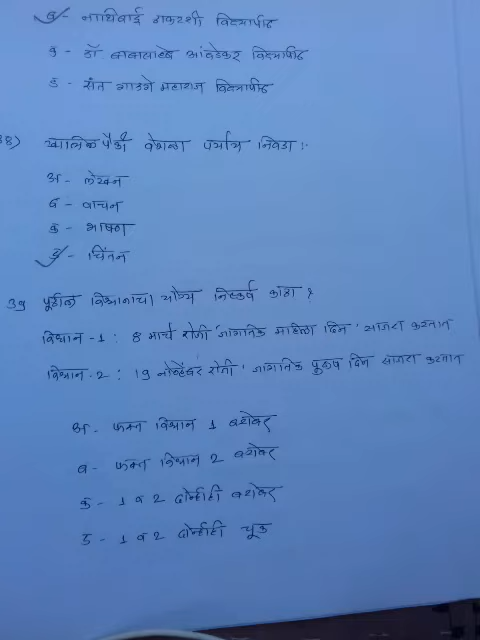 ब - नाथिबाई ठाकरशी विद्यापीठ
क - डॉ बाबासाहेब आंबेडकर विद्यापीठ
ड - संत गाडगे महाराज विद्यापीठ
38) खालिल पैकी वेगळा पर्याय निवडा :-
अ - लेखन
ब - वाचन
क - भाषण
ड - चिंतन
39 पुढील विधानाचा योग्य निष्कर्ष काढा ?
विधान - 1 : 8 मार्च रोजी 'जागतिक महिला दिन' साजरा करतात
विधान - 2 : 19 नोव्हेंबर रोजी 'जागतिक पुरुष दिन साजरा करतात
अ - फक्त विधान 1 बरोबर
ब - फक्त विधान 2 बरोबर
क - 1 व 2 दोन्हीही बरोबर
ड - 1 व 2 दोन्हीही चूक